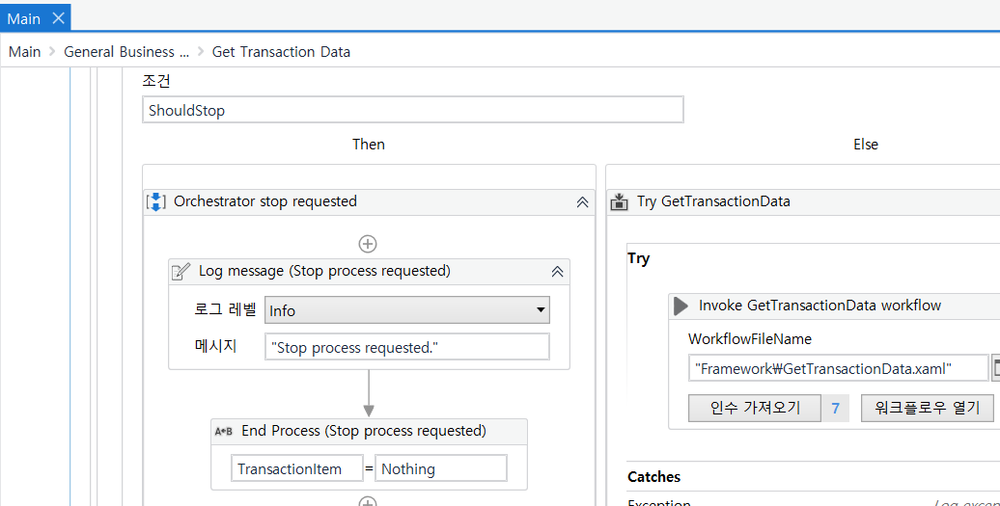 Main
Main > General Business ... > Get Transaction Data
조건
ShouldStop
Then
Else
Orchestrator stop requested
Try GetTransactionData
Try
Log message (Stop process requested)
로그 레벨
Info
메시지
"Stop process requested."
Invoke GetTransactionData workflow
WorkflowFileName
"Framework₩GetTransactionData.xaml"
인수 가져오기
7
워크플로우 열기
A↔B End Process (Stop process requested)
TransactionItem = Nothing
Catches
Exception